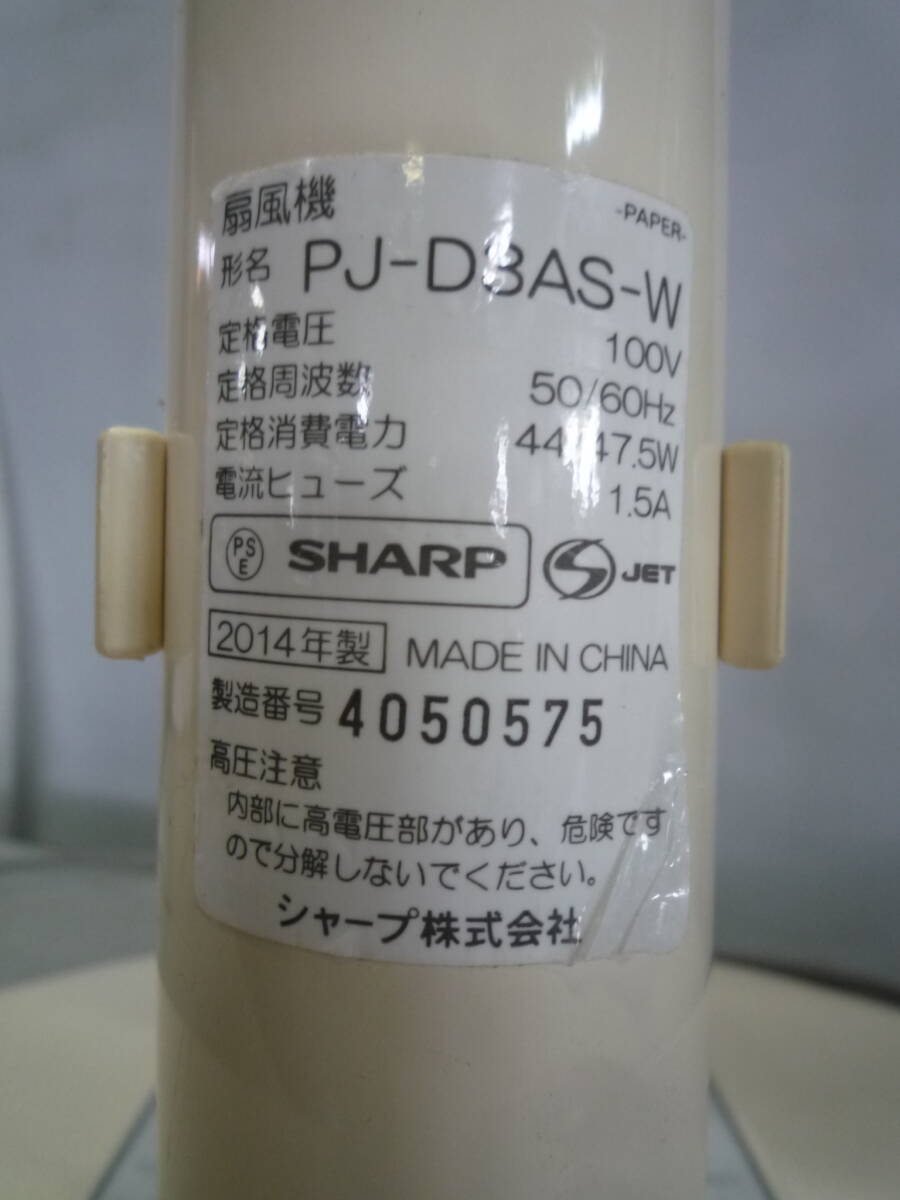 扇風機
-PAPER-
形名 PJ-D3AS-W
定格電圧 100V
定格周波数 50/60Hz
定格消費電力 44/47.5W
電流ヒューズ 1.5A
PSE SHARP S JET
2014年製 MADE IN CHINA
製造番号 4050575
高圧注意
内部に高電圧部があり、危険です
ので分解しないでください。
シャープ株式会社